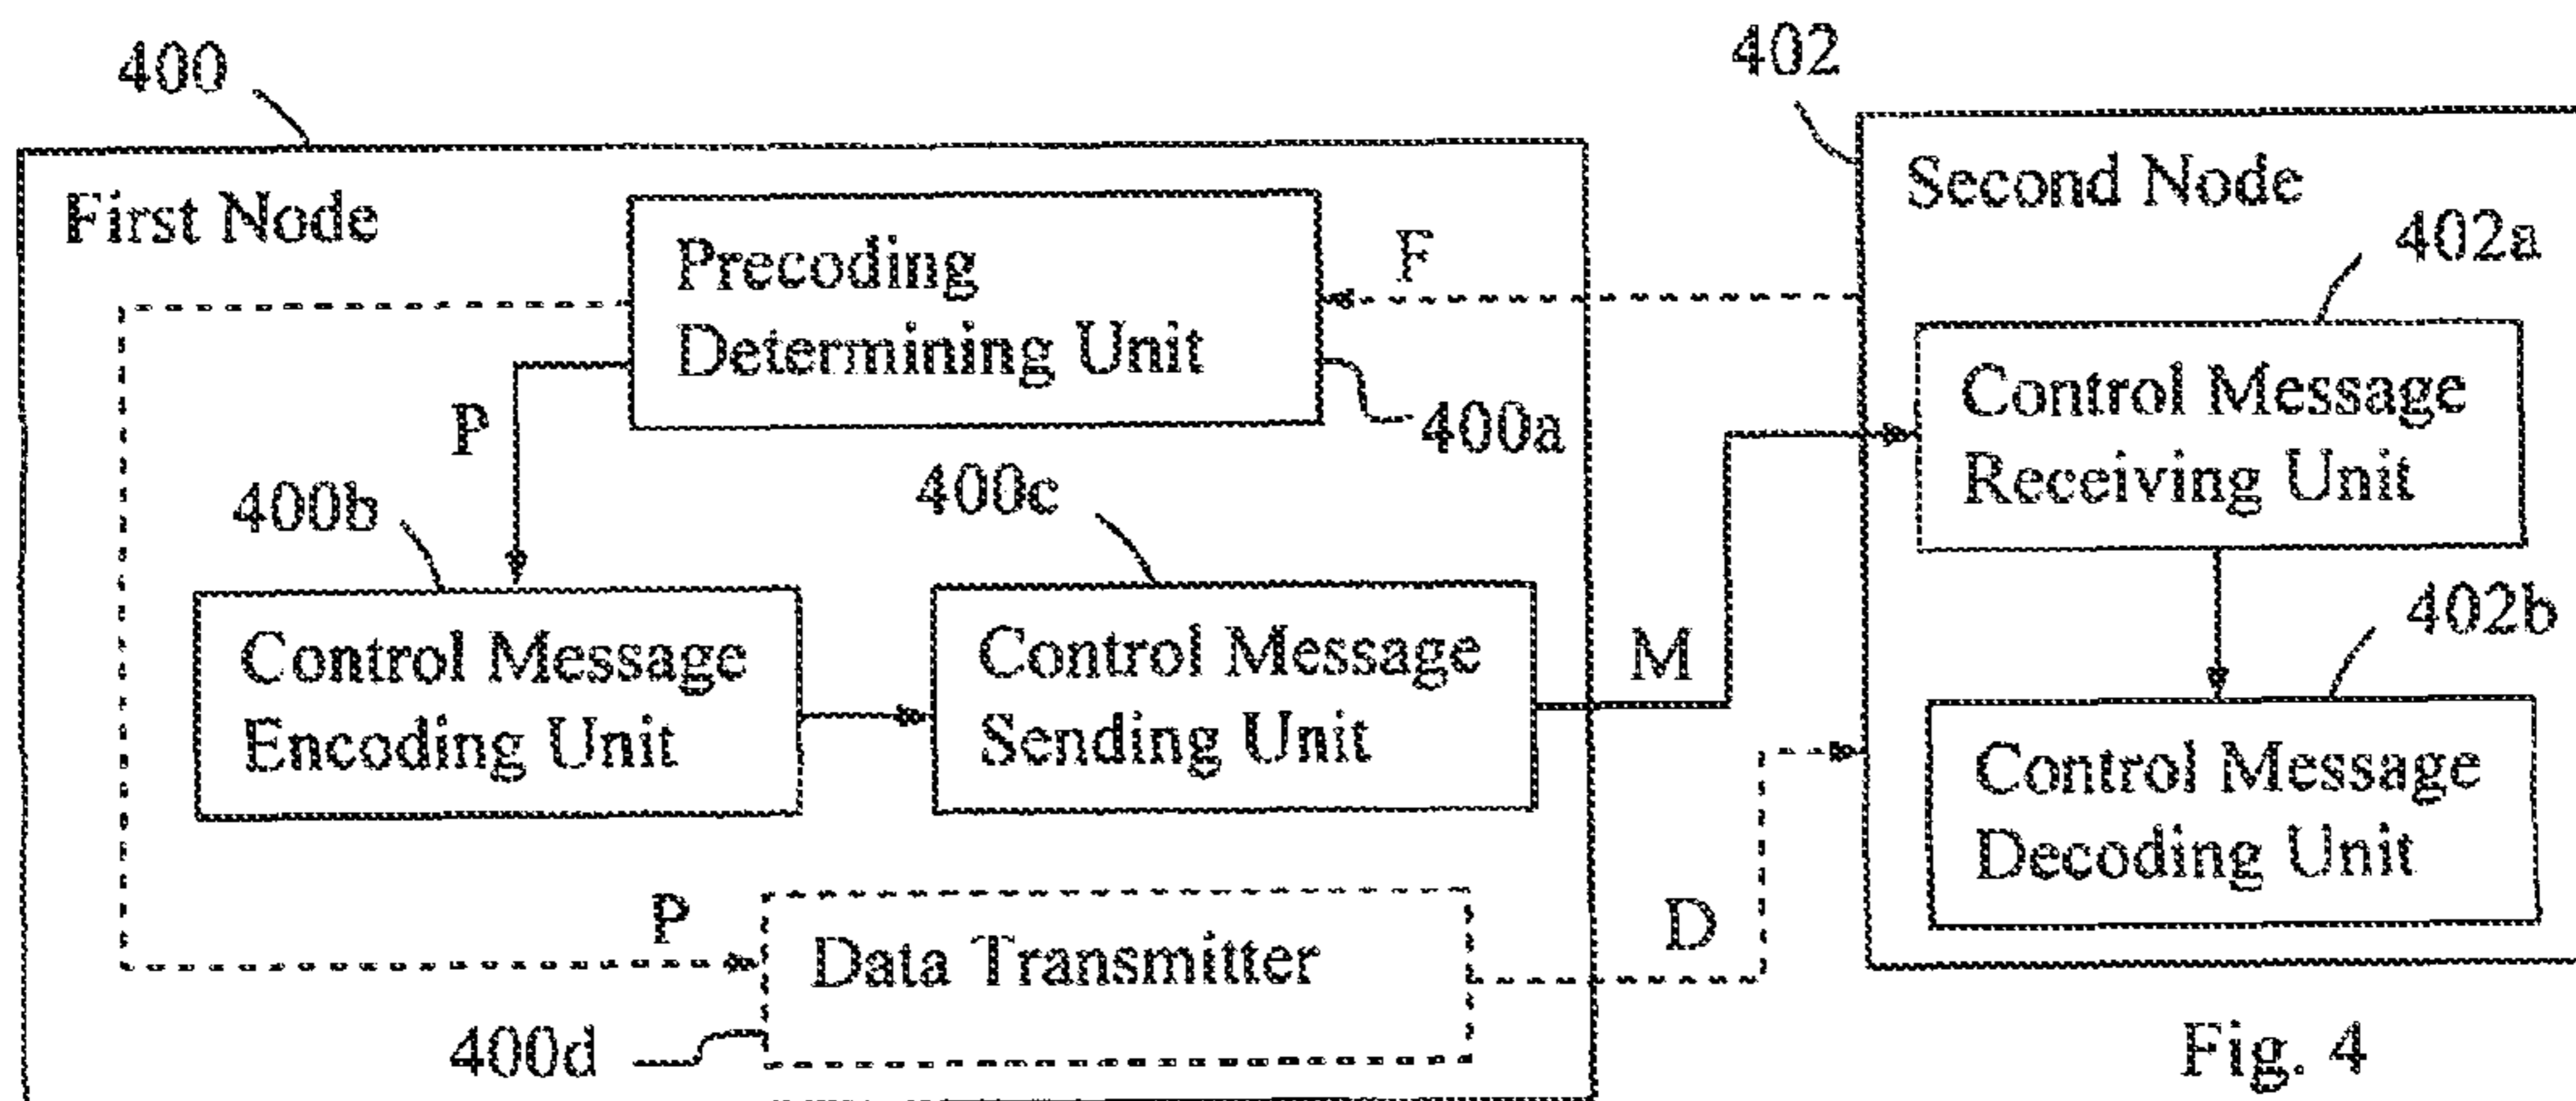 400
402
First Node
Second Node
Precoding
Determining Unit
F
402a
P
400a
Control Message
Receiving Unit
400b
400c
402b
Control Message
Encoding Unit
Control Message
Sending Unit
M
Control Message
Decoding Unit
P
Data Transmitter
D
400d
Fig. 4